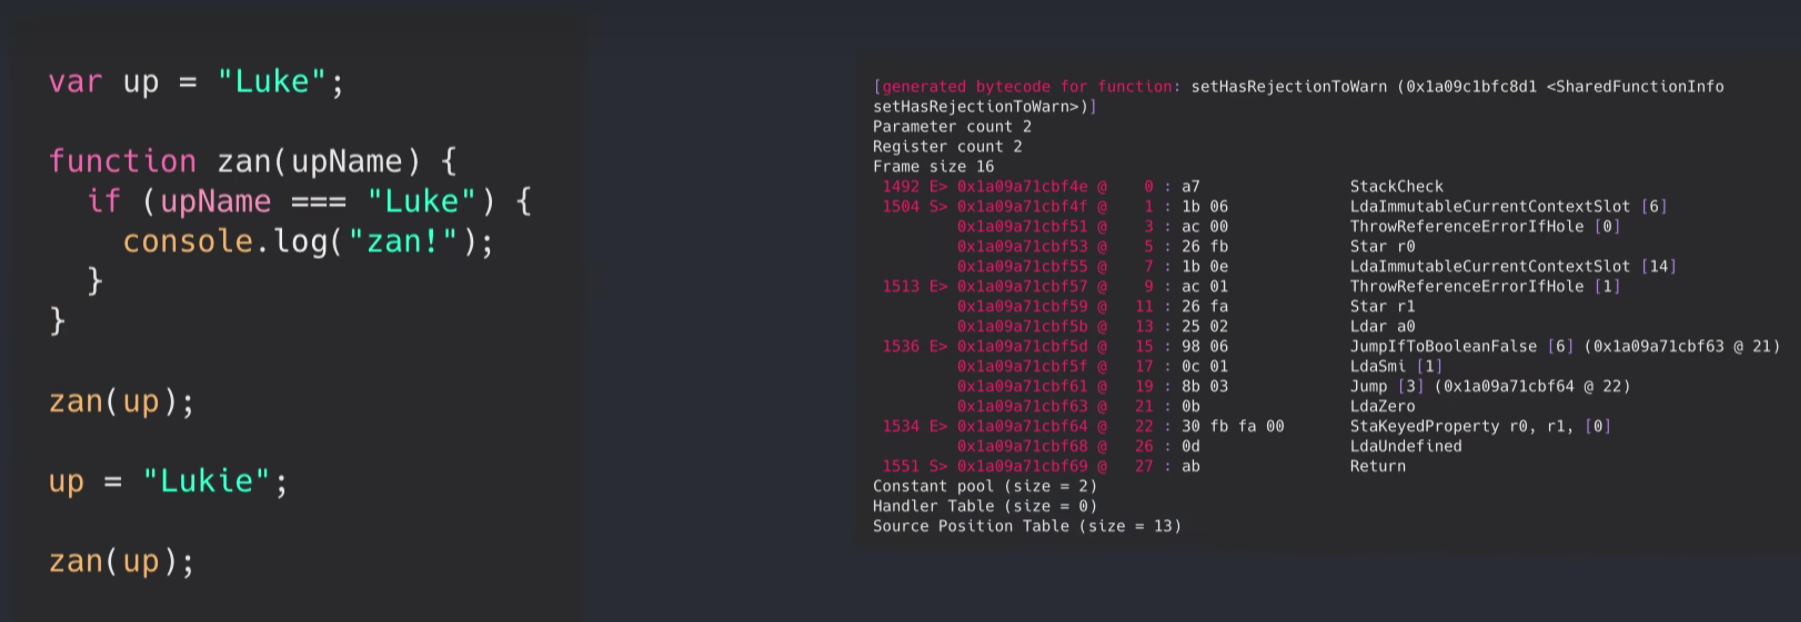 var up = "Luke";
function zan(upName) {
if (upName === "Luke") {
console.log("zan!");
}
}
zan(up);
up = "Lukie";
zan(up);
[generated bytecode for function: setHasRejectionToWarn (0x1a09c1bfc8d1 <SharedFunctionInfo
setHasRejectionToWarn>)]
Parameter count 2
Register count 2
Frame size 16
1492 E> 0x1a09a71cbf4e @ 0 : a7 StackCheck
1504 S> 0x1a09a71cbf4f @ 1 : 1b 06 LdaImmutableCurrentContextSlot [6]
0x1a09a71cbf51 @ 3 : ac 00 ThrowReferenceErrorIfHole [0]
0x1a09a71cbf53 @ 5 : 26 fb Star r0
0x1a09a71cbf55 @ 7 : 1b 0e LdaImmutableCurrentContextSlot [14]
1513 E> 0x1a09a71cbf57 @ 9 : ac 01 ThrowReferenceErrorIfHole [1]
0x1a09a71cbf59 @ 11 : 26 fa Star r1
0x1a09a71cbf5b @ 13 : 25 02 Ldar a0
1536 E> 0x1a09a71cbf5d @ 15 : 98 06 JumpIfToBooleanFalse [6] (0x1a09a71cbf63 @ 21)
0x1a09a71cbf5f @ 17 : 0c 01 LdaSmi [1]
0x1a09a71cbf61 @ 19 : 8b 03 Jump [3] (0x1a09a71cbf64 @ 22)
0x1a09a71cbf63 @ 21 : 0b LdaZero
1534 E> 0x1a09a71cbf64 @ 22 : 30 fb fa 00 StaKeyedProperty r0, r1, [0]
0x1a09a71cbf68 @ 26 : 0d LdaUndefined
1551 S> 0x1a09a71cbf69 @ 27 : ab Return
Constant pool (size = 2)
Handler Table (size = 0)
Source Position Table (size = 13)